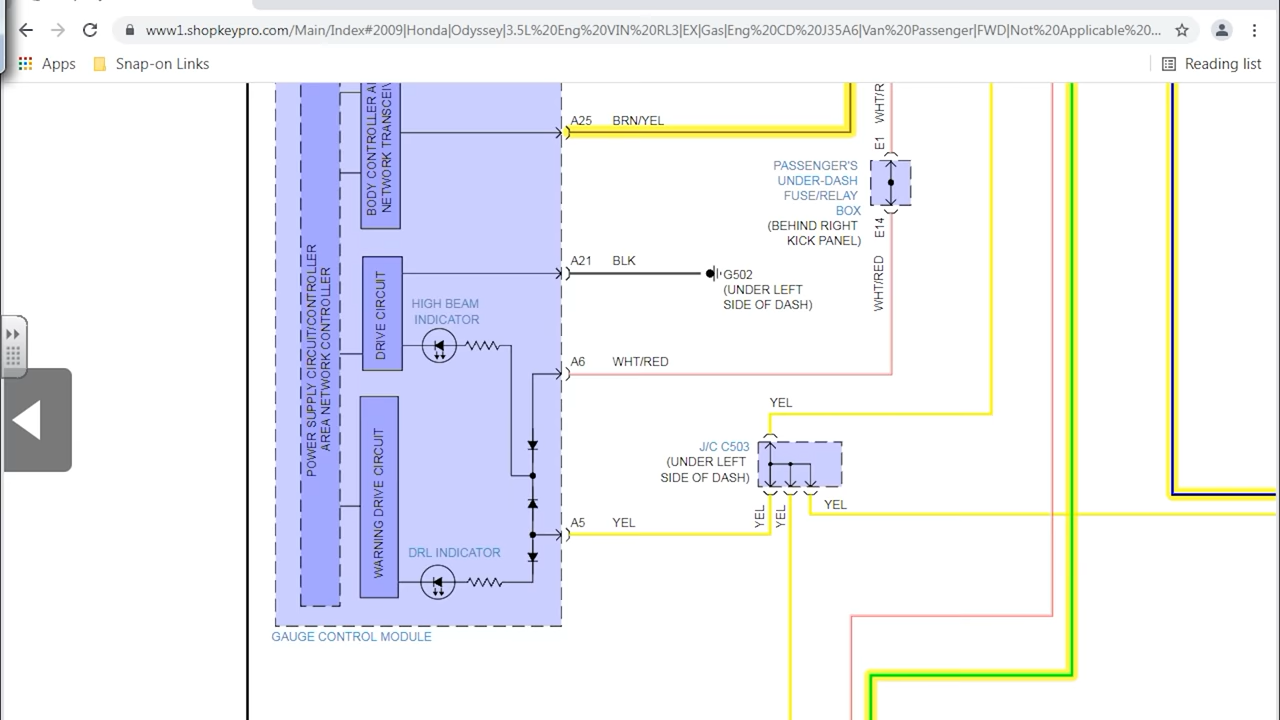 www1.shopkeypro.com/Main/Index#2009|Honda|Odyssey|3.5L%20Eng%20VIN%20RL3|EX|Gas|Eng%20CD%20J35A6|Van%20Passenger|FWD|Not%20Applicable%20...
Apps
Snap-on Links
Reading list
BODY CONTROLLER AR
NETWORK TRANSCEIV
POWER SUPPLY CIRCUIT/CONTROLLER
AREA NETWORK CONTROLLER
DRIVE CIRCUIT
HIGH BEAM
INDICATOR
WARNING DRIVE CIRCUIT
DRL INDICATOR
GAUGE CONTROL MODULE
A25 BRN/YEL
A21 BLK
G502
(UNDER LEFT
SIDE OF DASH)
A6 WHT/RED
A5 YEL
WHT/R
E1
PASSENGER'S
UNDER-DASH
FUSE/RELAY
BOX
(BEHIND RIGHT
KICK PANEL)
E14
WHT/RED
YEL
J/C C503
(UNDER LEFT
SIDE OF DASH)
YEL
YEL
YEL